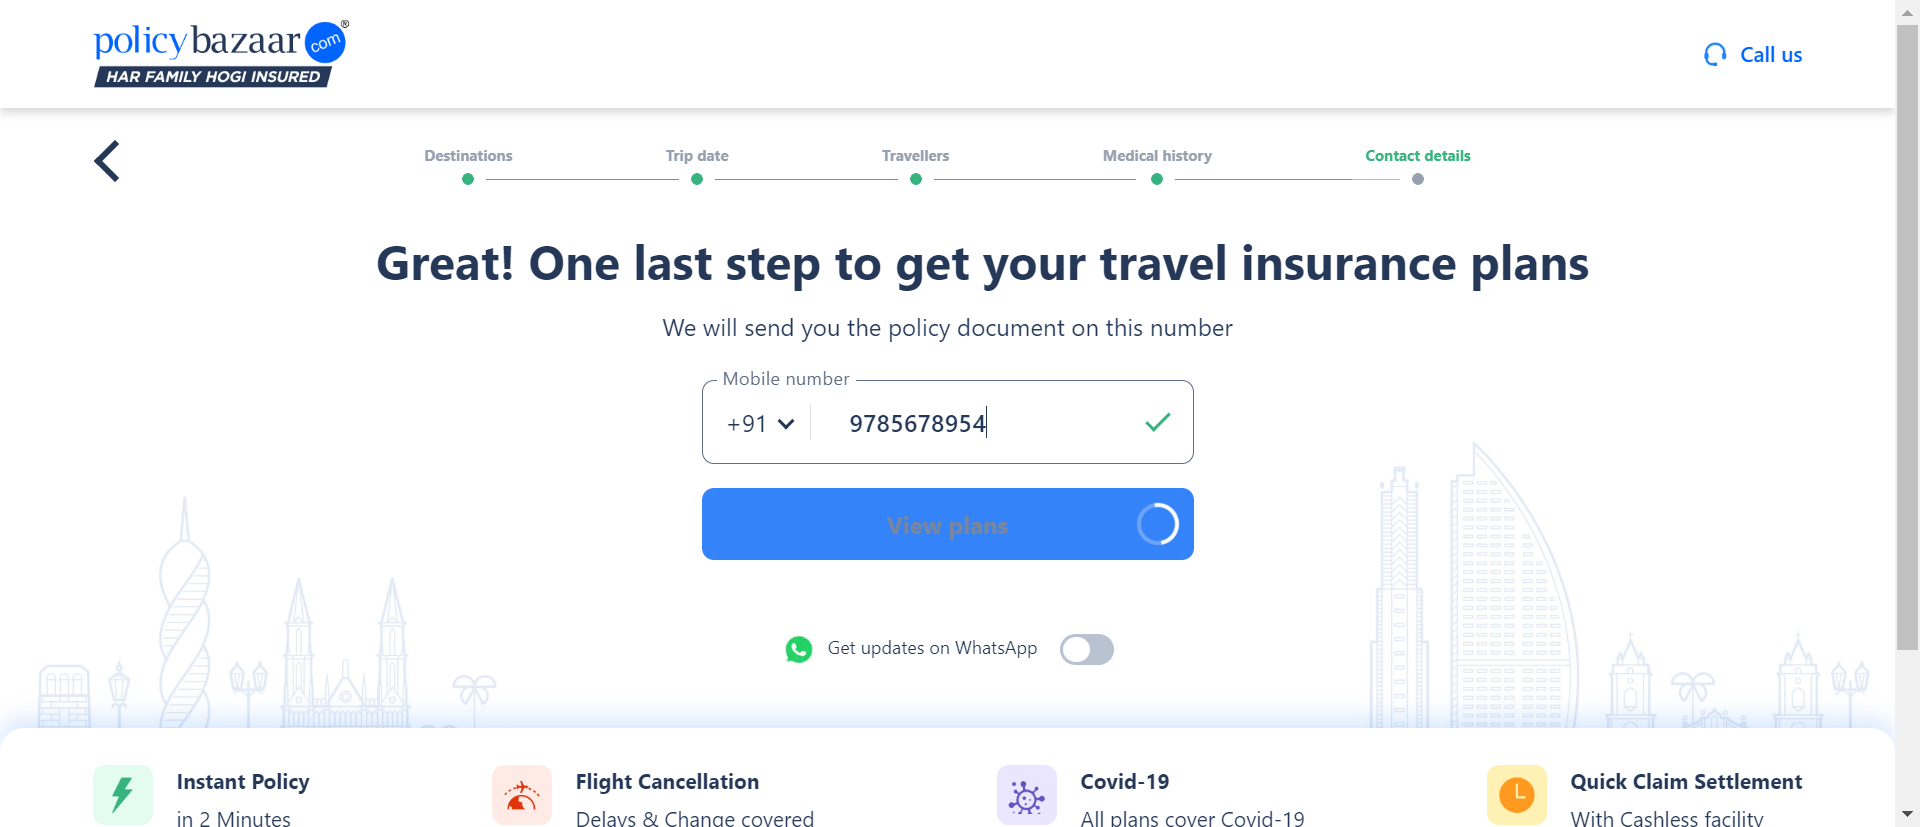 policybazaar com ®
HAR FAMILY HOGI INSURED
Call us
Destinations
Trip date
Travellers
Medical history
Contact details
Great! One last step to get your travel insurance plans
We will send you the policy document on this number
Mobile number
+91
9785678954
View plans
Get updates on WhatsApp
Instant Policy
in 2 Minutes
Flight Cancellation
Delays & Change covered
Covid-19
All plans cover Covid-19
Quick Claim Settlement
With Cashless facility